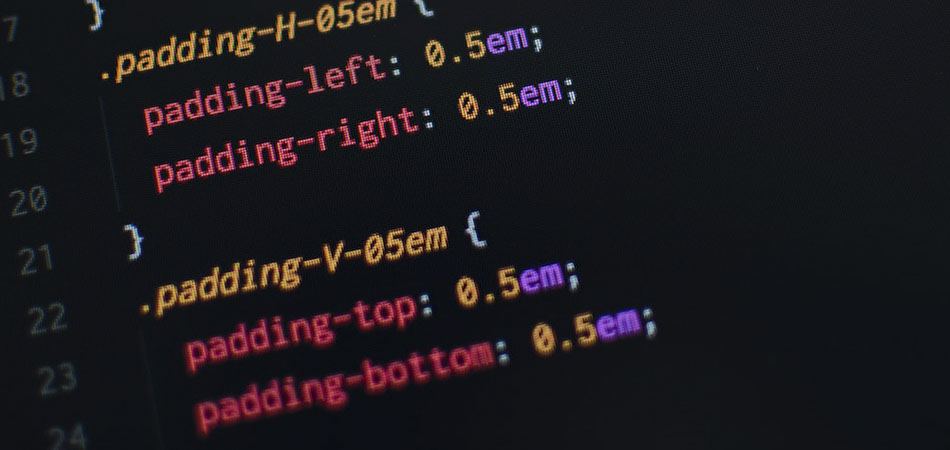 7 }
18 .padding-H-05em {
19 padding-left: 0.5em;
20 padding-right: 0.5em;
21 }
22 .padding-V-05em {
23 padding-top: 0.5em;
24 padding-bottom: 0.5em;